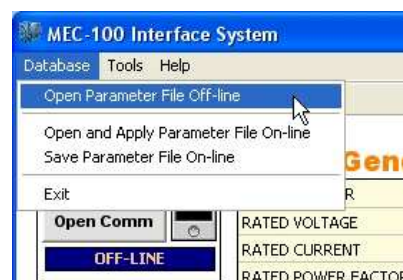 MEC-100 Interface System
Database Tools Help
Open Parameter File Off-line
Open and Apply Parameter File On-line
Save Parameter File On-line
Exit
Gen
R
Open Comm
RATED VOLTAGE
OFF-LINE
RATED CURRENT
RATED POWER FACTOR